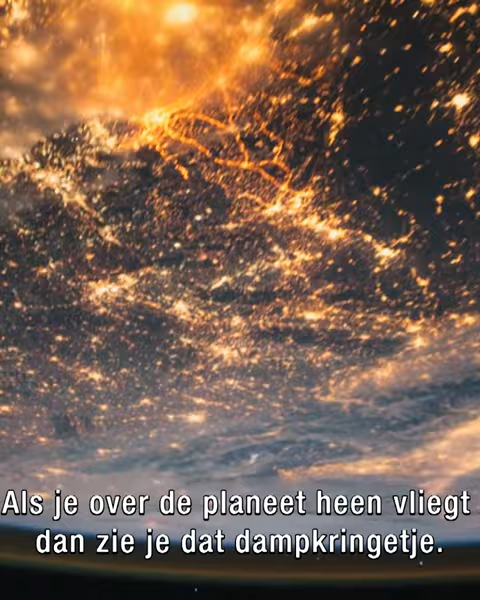 Als je over de planeet heen vliegt
dan zie je dat dampkringetje.